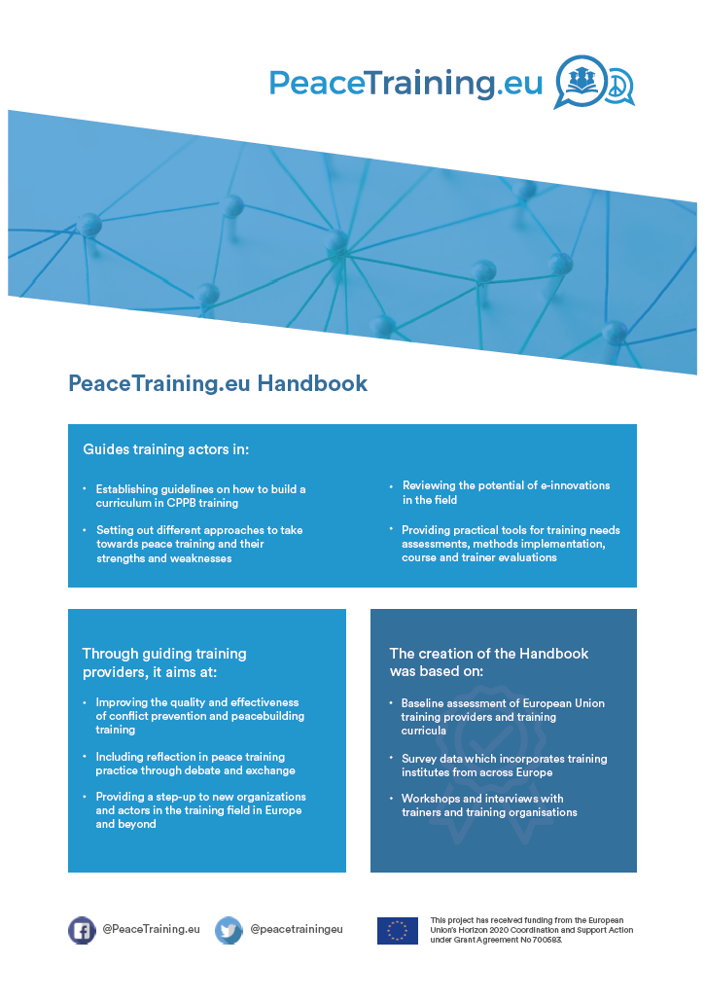 PeaceTraining.eu
PeaceTraining.eu Handbook
Guides training actors in:
• Establishing guidelines on how to build a
curriculum in CPPB training
• Setting out different approaches to take
towards peace training and their
strengths and weaknesses
• Reviewing the potential of e-innovations
in the field
• Providing practical tools for training needs
assessments, methods implementation,
course and trainer evaluations
Through guiding training
providers, it aims at:
• Improving the quality and effectiveness
of conflict prevention and peacebuilding
training
• Including reflection in peace training
practice through debate and exchange
• Providing a step-up to new organizations
and actors in the training field in Europe
and beyond
The creation of the Handbook
was based on:
• Baseline assessment of European Union
training providers and training
curricula
• Survey data which incorporates training
institutes from across Europe
• Workshops and interviews with
trainers and training organisations
@PeaceTraining.eu
@peacetrainingeu
This project has received funding from the European
Union's Horizon 2020 Coordination and Support Action
under Grant Agreement No 700583.